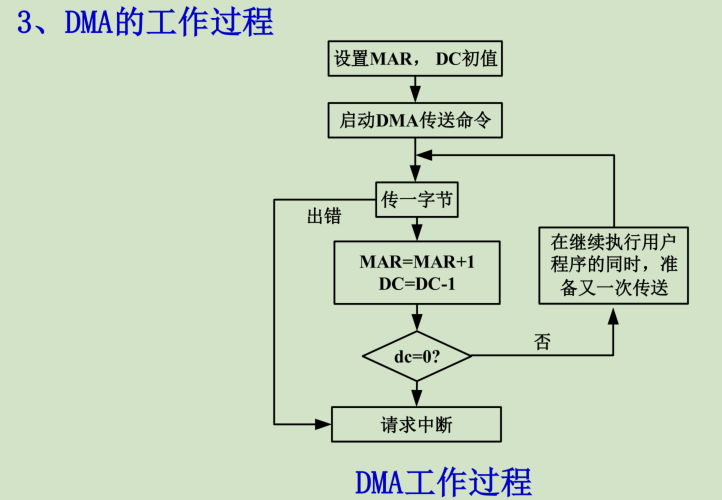 3、DMA的工作过程
设置MAR， DC初值
启动DMA传送命令
传一字节
出错
MAR=MAR+1
DC=DC-1
在继续执行用户
程序的同时，准
备又一次传送
dc=0?
否
请求中断
DMA工作过程